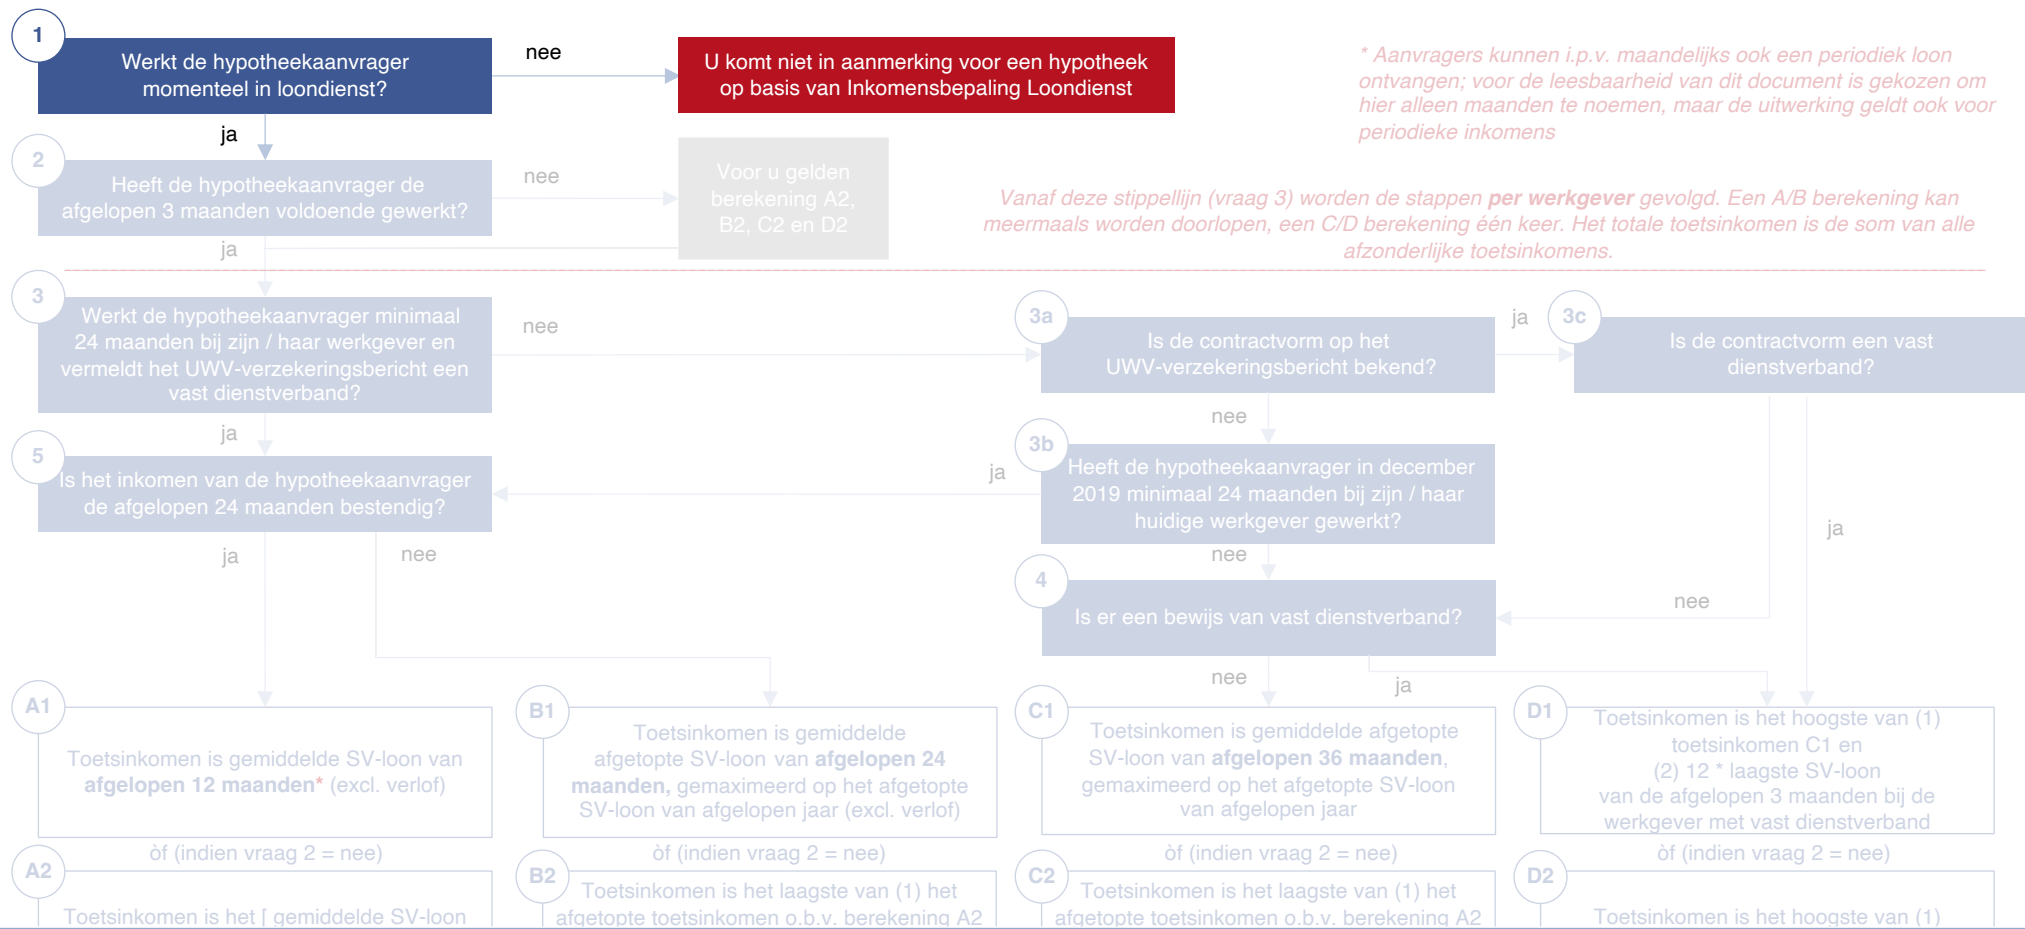 1
Werkt de hypotheekaanvrager
momenteel in loondienst?
nee
U komt niet in aanmerking voor een hypotheek
op basis van Inkomensbepaling Loondienst
* Aanvragers kunnen i.p.v. maandelijks ook een periodiek loon
ontvangen; voor de leesbaarheid van dit document is gekozen om
hier alleen maanden te noemen, maar de uitwerking geldt ook voor
periodieke inkomens
ja
2
Heeft de hypotheekaanvrager de
afgelopen 3 maanden voldoende gewerkt?
nee
Voor u gelden
berekening A2,
B2, C2 en D2
Vanaf deze stippellijn (vraag 3) worden de stappen per werkgever gevolgd. Een A/B berekening kan
meermaals worden doorlopen, een C/D berekening één keer. Het totale toetsinkomen is de som van alle
afzonderlijke toetsinkomens.
ja
3
Werkt de hypotheekaanvrager minimaal
24 maanden bij zijn / haar werkgever en
vermeldt het UWV-verzekeringsbericht een
vast dienstverband?
nee
3a
Is de contractvorm op het
UWV-verzekeringsbericht bekend?
ja
3c
Is de contractvorm een vast
dienstverband?
ja
nee
5
Is het inkomen van de hypotheekaanvrager
de afgelopen 24 maanden bestendig?
ja
3b
Heeft de hypotheekaanvrager in december
2019 minimaal 24 maanden bij zijn / haar
huidige werkgever gewerkt?
ja
ja
nee
nee
4
Is er een bewijs van vast dienstverband?
nee
nee
ja
A1
Toetsinkomen is gemiddelde SV-loon van
afgelopen 12 maanden* (excl. verlof)
B1
Toetsinkomen is gemiddelde
afgetopte SV-loon van afgelopen 24
maanden, gemaximeerd op het afgetopte
SV-loon van afgelopen jaar (excl. verlof)
C1
Toetsinkomen is gemiddelde afgetopte
SV-loon van afgelopen 36 maanden,
gemaximeerd op het afgetopte SV-loon
van afgelopen jaar
D1
Toetsinkomen is het hoogste van (1)
toetsinkomen C1 en
(2) 12 * laagste SV-loon
van de afgelopen 3 maanden bij de
werkgever met vast dienstverband
òf (indien vraag 2 = nee)
òf (indien vraag 2 = nee)
òf (indien vraag 2 = nee)
òf (indien vraag 2 = nee)
A2
Toetsinkomen is het [ gemiddelde SV-loon
B2
Toetsinkomen is het laagste van (1) het
afgetopte toetsinkomen o.b.v. berekening A2
C2
Toetsinkomen is het laagste van (1) het
afgetopte toetsinkomen o.b.v. berekening A2
D2
Toetsinkomen is het hoogste van (1)